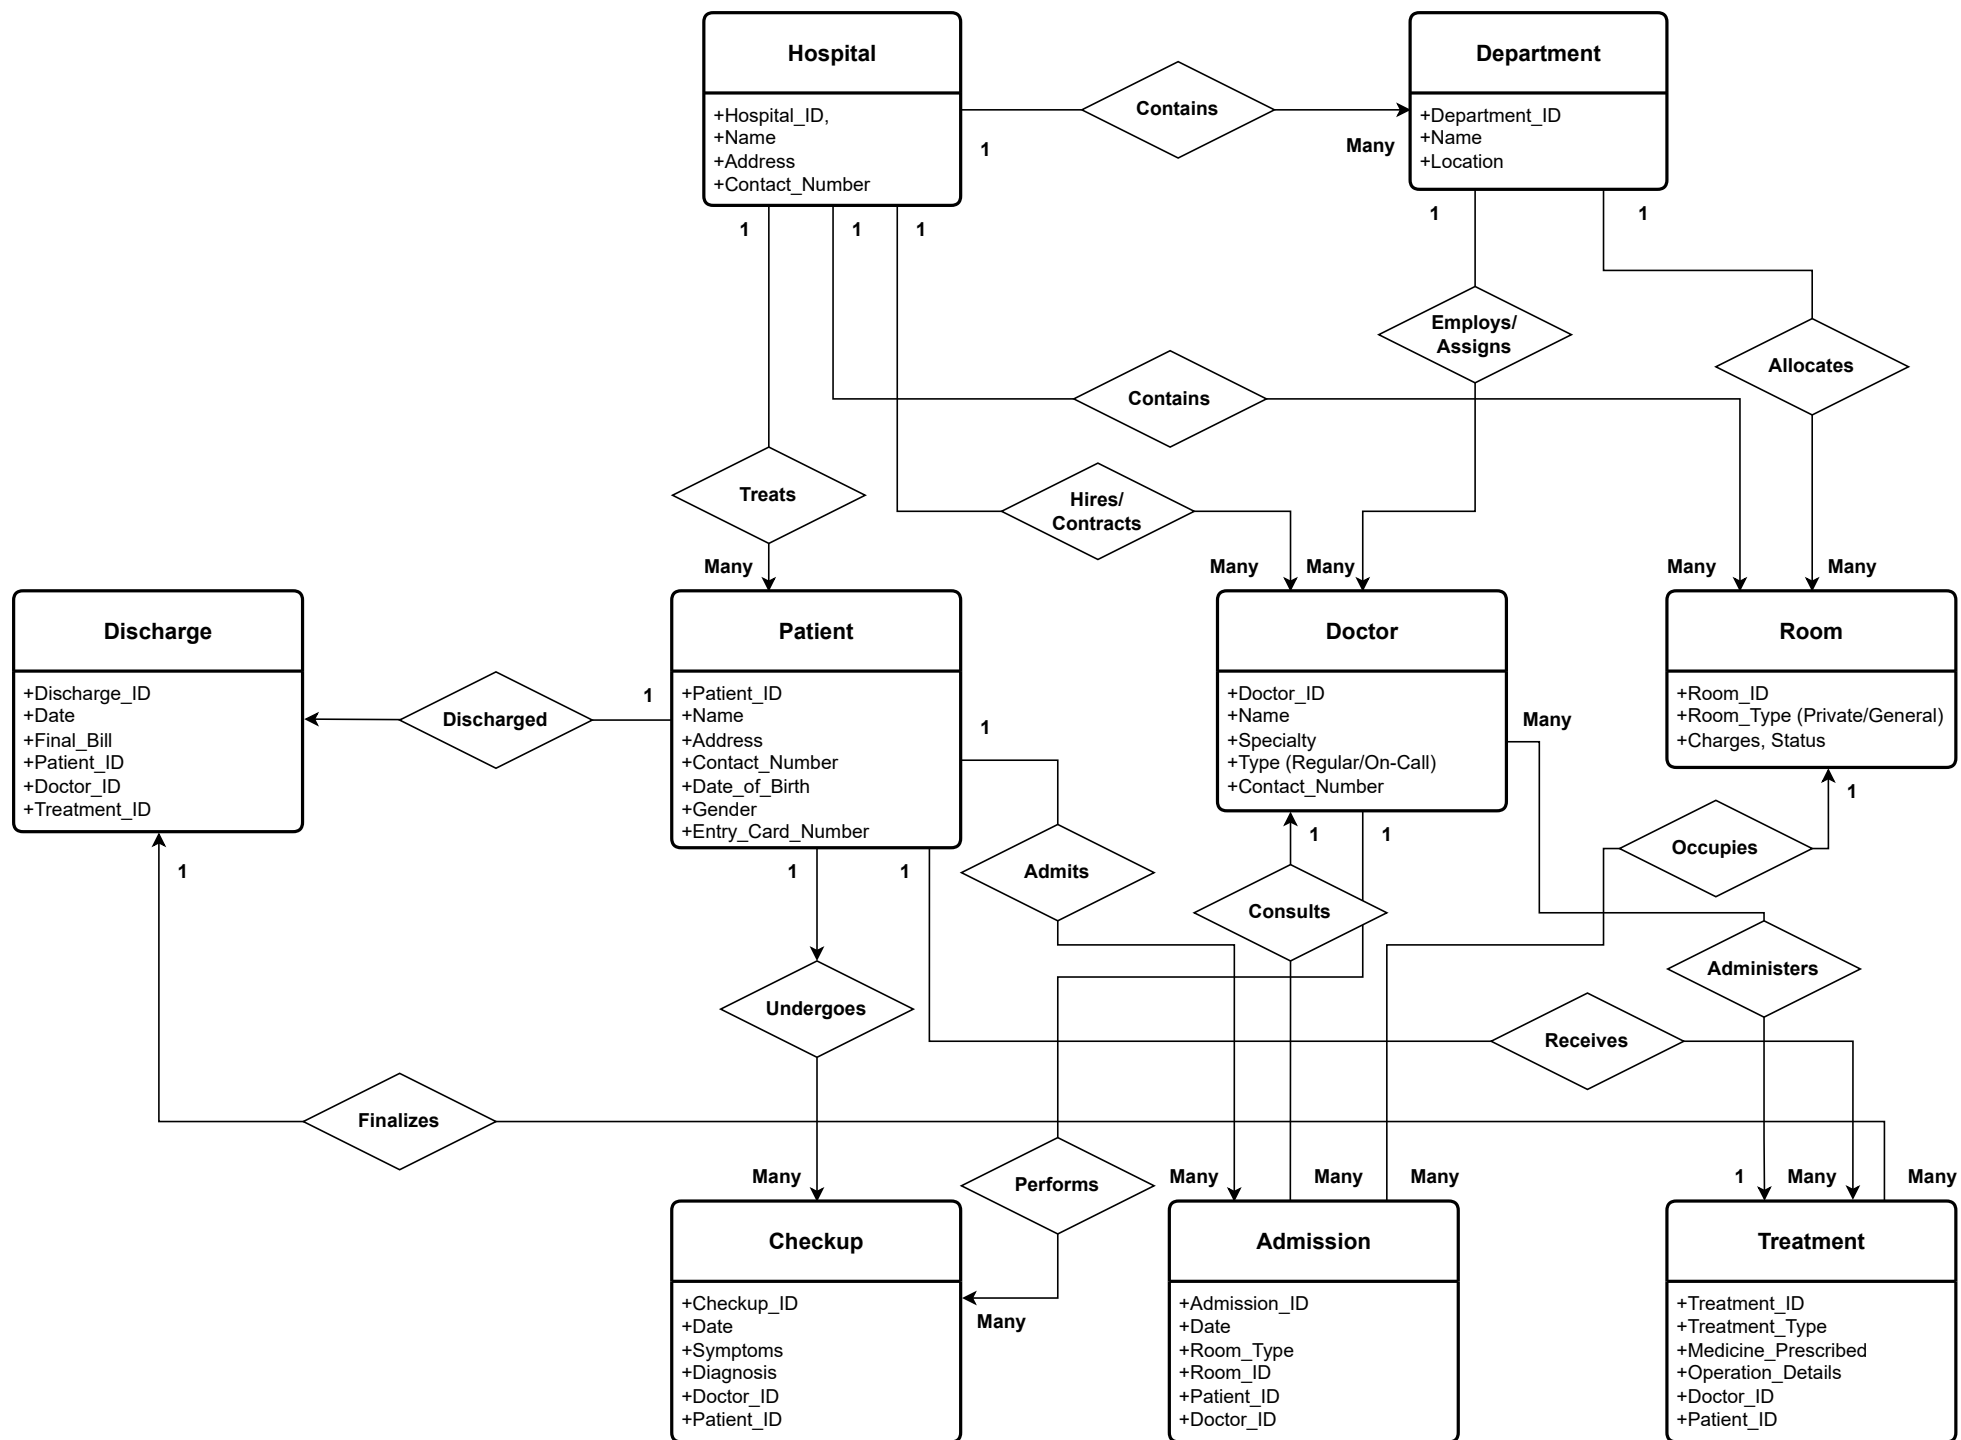 Hospital
+Hospital_ID,
+Name
+Address
+Contact_Number
Contains
1
Many
Department
+Department_ID
+Name
+Location
1
1
1
1
1
Employs/
Assigns
Allocates
Contains
Treats
Hires/
Contracts
Many
Many
Many
Many
Many
Discharge
+Discharge_ID
+Date
+Final_Bill
+Patient_ID
+Doctor_ID
+Treatment_ID
Discharged
1
Patient
+Patient_ID
+Name
+Address
+Contact_Number
+Date_of_Birth
+Gender
+Entry_Card_Number
1
Doctor
+Doctor_ID
+Name
+Specialty
+Type (Regular/On-Call)
+Contact_Number
Many
Room
+Room_ID
+Room_Type (Private/General)
+Charges, Status
1
1
1
1
1
1
Occupies
Admits
Consults
Administers
Undergoes
Receives
Finalizes
Performs
Many
Many
Many
Many
1
Many
Many
Checkup
+Checkup_ID
+Date
+Symptoms
+Diagnosis
+Doctor_ID
+Patient_ID
Many
Admission
+Admission_ID
+Date
+Room_Type
+Room_ID
+Patient_ID
+Doctor_ID
Treatment
+Treatment_ID
+Treatment_Type
+Medicine_Prescribed
+Operation_Details
+Doctor_ID
+Patient_ID